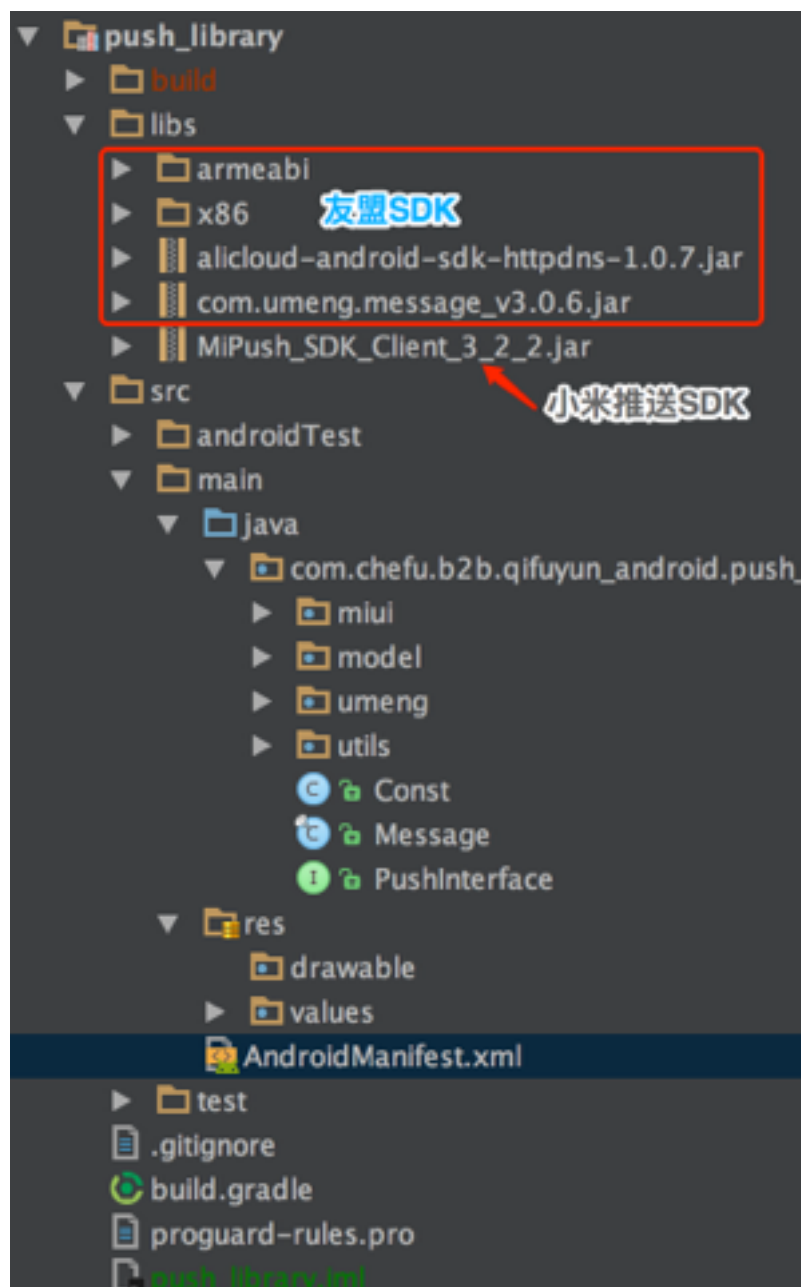 push_library
build
libs
armeabi
x86
友盟SDK
alicloud-android-sdk-httpdns-1.0.7.jar
com.umeng.message_v3.0.6.jar
MiPush_SDK_Client_3_2_2.jar
src
小米推送SDK
androidTest
main
java
com.chefu.b2b.qifuyun_android.push_
miui
model
umeng
utils
Const
Message
PushInterface
res
drawable
values
AndroidManifest.xml
test
.gitignore
build.gradle
proguard-rules.pro
push_library.iml